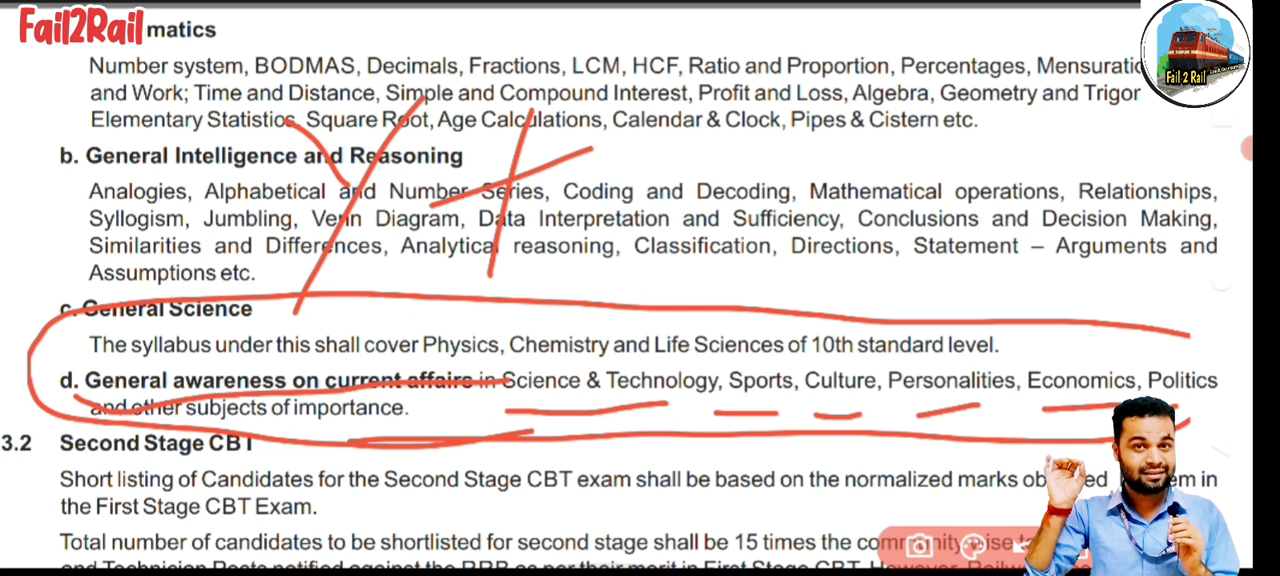 Fail2Rail
matics
Number system, BODMAS, Decimals, Fractions, LCM, HCF, Ratio and Proportion, Percentages,
and Work; Time and Distance, Simple and Compound Interest, Profit and Loss, Algebra, Geometry and
Elementary Statistics, Square Root, Age Calculations, Calendar & Clock, Pipes & Cistern etc.
Fail 2 Rail
b. General Intelligence and Reasoning
Analogies, Alphabetical and Number Series, Coding and Decoding, Mathematical operations, Relationships,
Syllogism, Jumbling, Venn Diagram, Data Interpretation and Sufficiency, Conclusions and Decision Making,
Similarities and Differences, Analytical reasoning, Classification, Directions, Statement – Arguments and
Assumptions etc.
c. General Science
The syllabus under this shall cover Physics, Chemistry and Life Sciences of 10th standard level.
d. General awareness on current affairs in Science & Technology, Sports, Culture, Personalities, Economics, Politics
and other subjects of importance.
3.2 Second Stage CBT
Short listing of Candidates for the Second Stage CBT exam shall be based on the normalized marks in
the First Stage CBT Exam.
Total number of candidates to be shortlisted for second stage shall be 15 times the